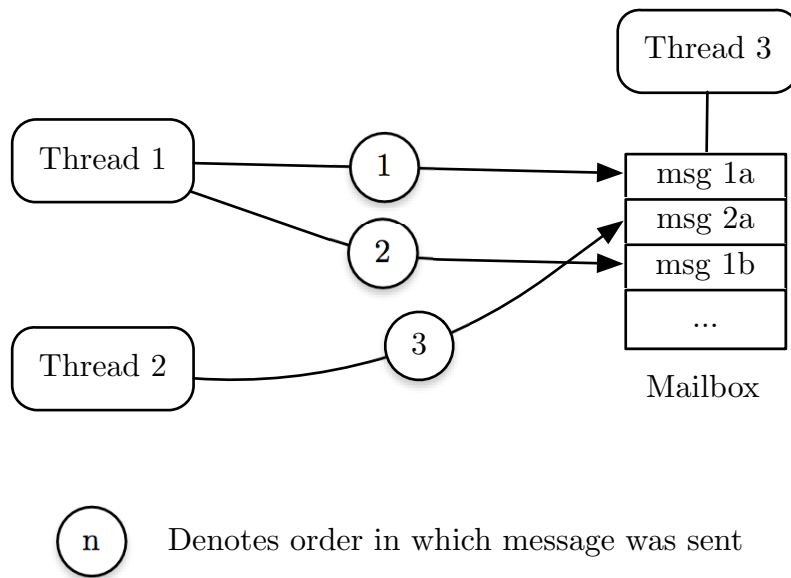 Thread 3
Thread 1
1
msg 1a
msg 2a
2
msg 1b
...
3
Thread 2
Mailbox
n Denotes order in which message was sent